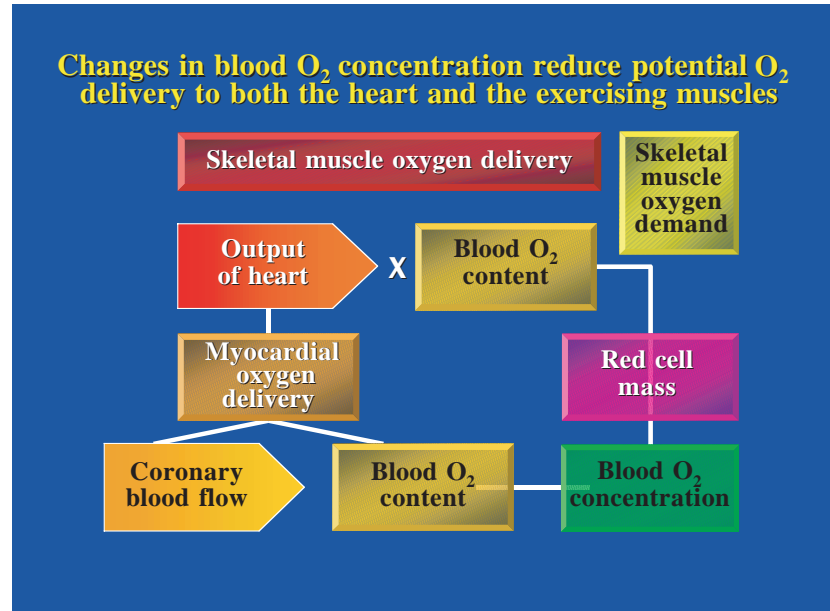 Changes in blood O₂ concentration reduce potential O₂
delivery to both the heart and the exercising muscles
Skeletal muscle oxygen delivery
Skeletal
muscle
oxygen
demand
Output
of heart
X
Blood O₂
content
Myocardial
oxygen
delivery
Red cell
mass
Coronary
blood flow
Blood O₂
content
Blood O₂
concentration